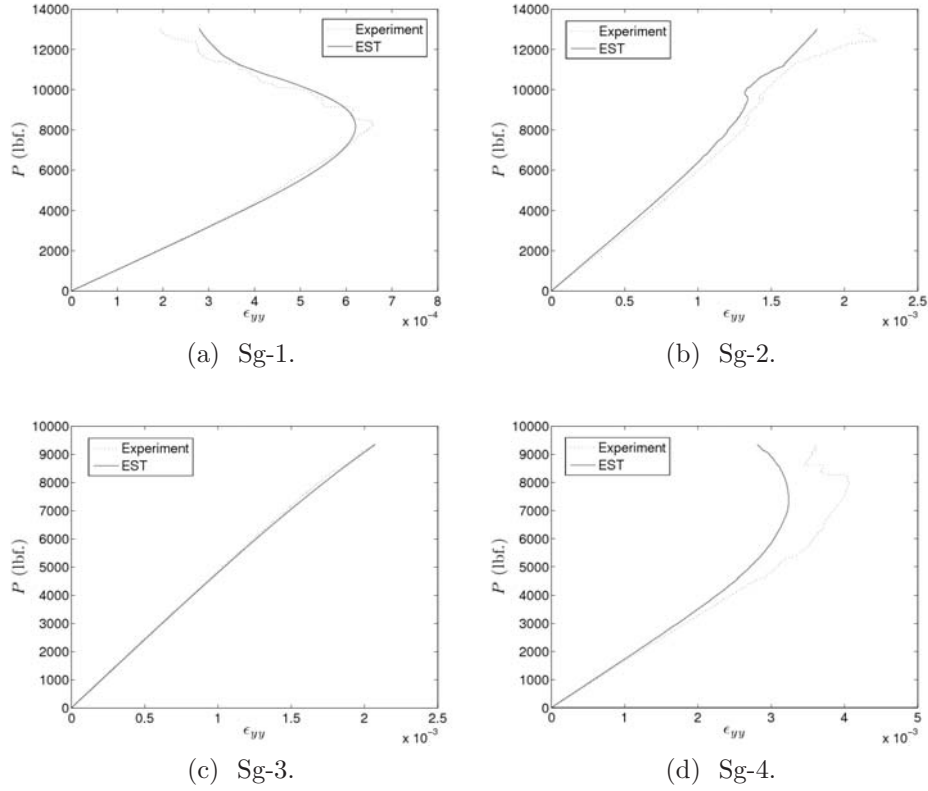 14000
12000
10000
8000
6000
4000
2000
0
P (lbf.)
Experiment
EST
0 1 2 3 4 5 6 7 8
ϵyy
x 10⁻⁴
(a) Sg-1.
14000
12000
10000
8000
6000
4000
2000
0
P (lbf.)
Experiment
EST
0 0.5 1 1.5 2 2.5
ϵyy
x 10⁻³
(b) Sg-2.
10000
9000
8000
7000
6000
5000
4000
3000
2000
1000
0
P (lbf.)
Experiment
EST
0 0.5 1 1.5 2 2.5
ϵyy
x 10⁻³
(c) Sg-3.
10000
9000
8000
7000
6000
5000
4000
3000
2000
1000
0
P (lbf.)
Experiment
EST
0 1 2 3 4 5
ϵyy
x 10⁻³
(d) Sg-4.